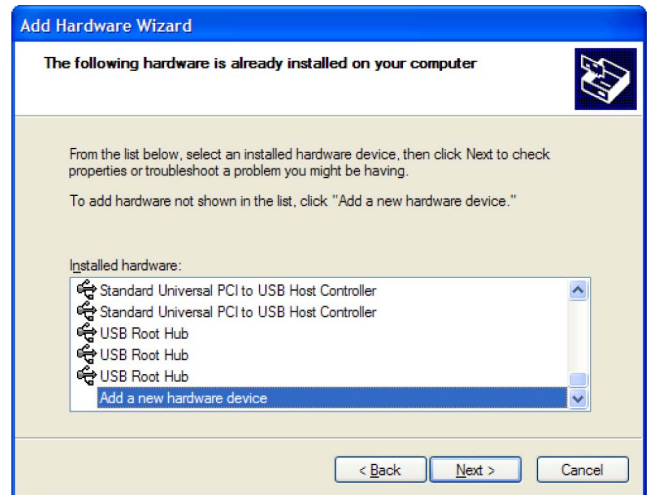 Add Hardware Wizard
The following hardware is already installed on your computer
From the list below, select an installed hardware device, then click Next to check
properties or troubleshoot a problem you might be having.
To add hardware not shown in the list, click "Add a new hardware device."
Installed hardware:
Standard Universal PCI to USB Host Controller
Standard Universal PCI to USB Host Controller
USB Root Hub
USB Root Hub
USB Root Hub
Add a new hardware device
< Back Next > Cancel